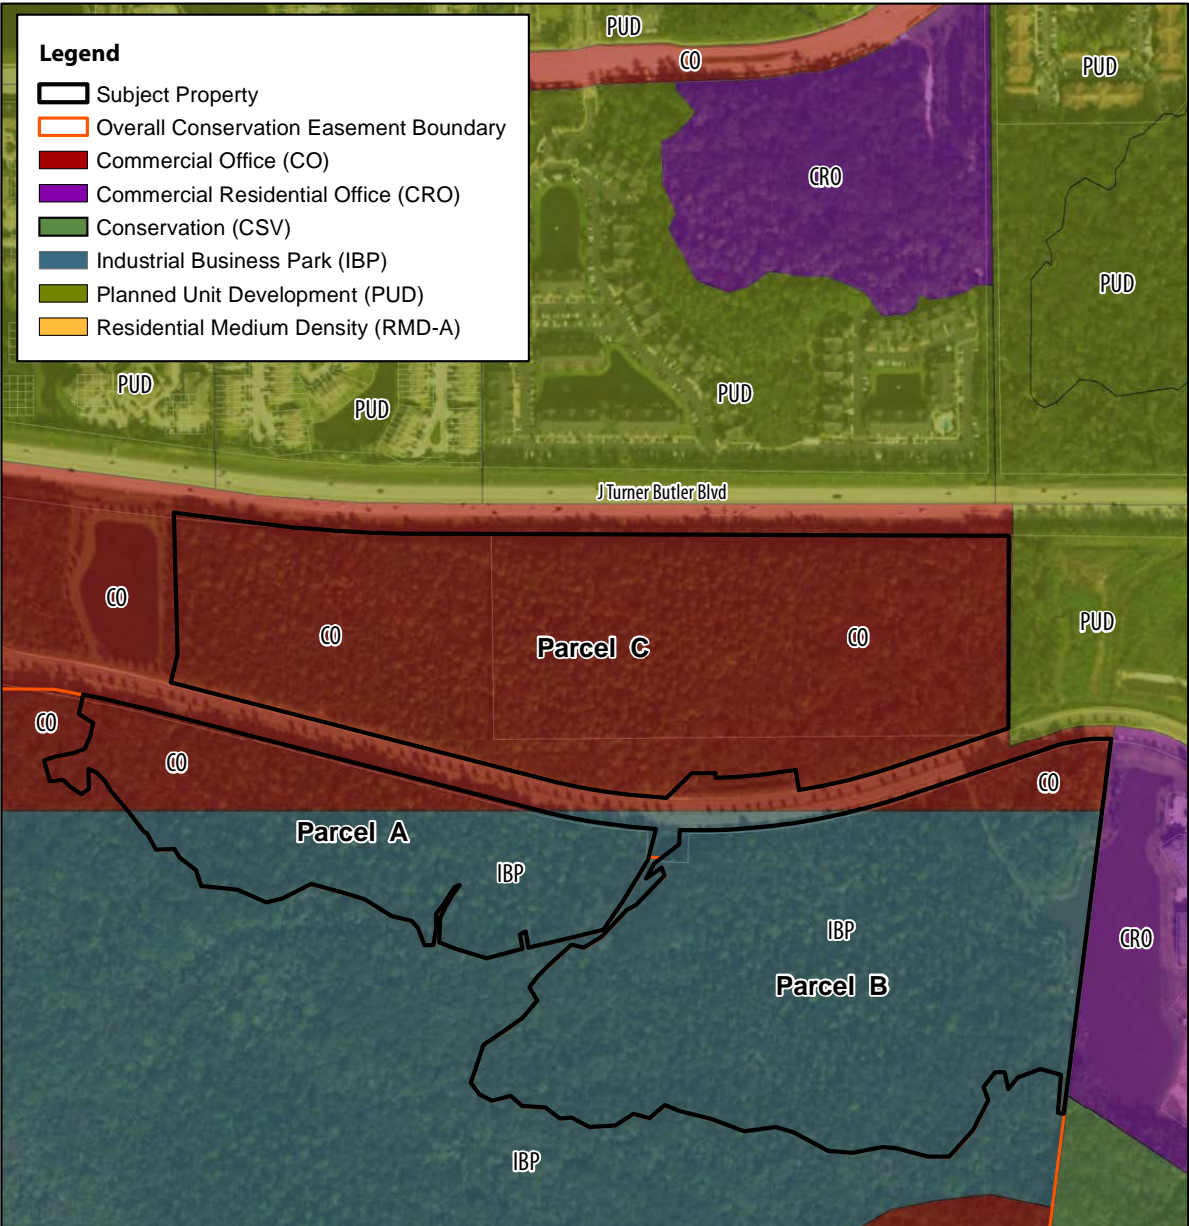 Legend
Subject Property
Overall Conservation Easement Boundary
Commercial Office (CO)
Commercial Residential Office (CRO)
Conservation (CSV)
Industrial Business Park (IBP)
Planned Unit Development (PUD)
Residential Medium Density (RMD-A)
PUD
CO
PUD
CRO
PUD
PUD
PUD
PUD
J Turner Butler Blvd
CO
CO
Parcel C
CO
PUD
CO
CO
CO
Parcel A
IBP
IBP
CRO
Parcel B
IBP